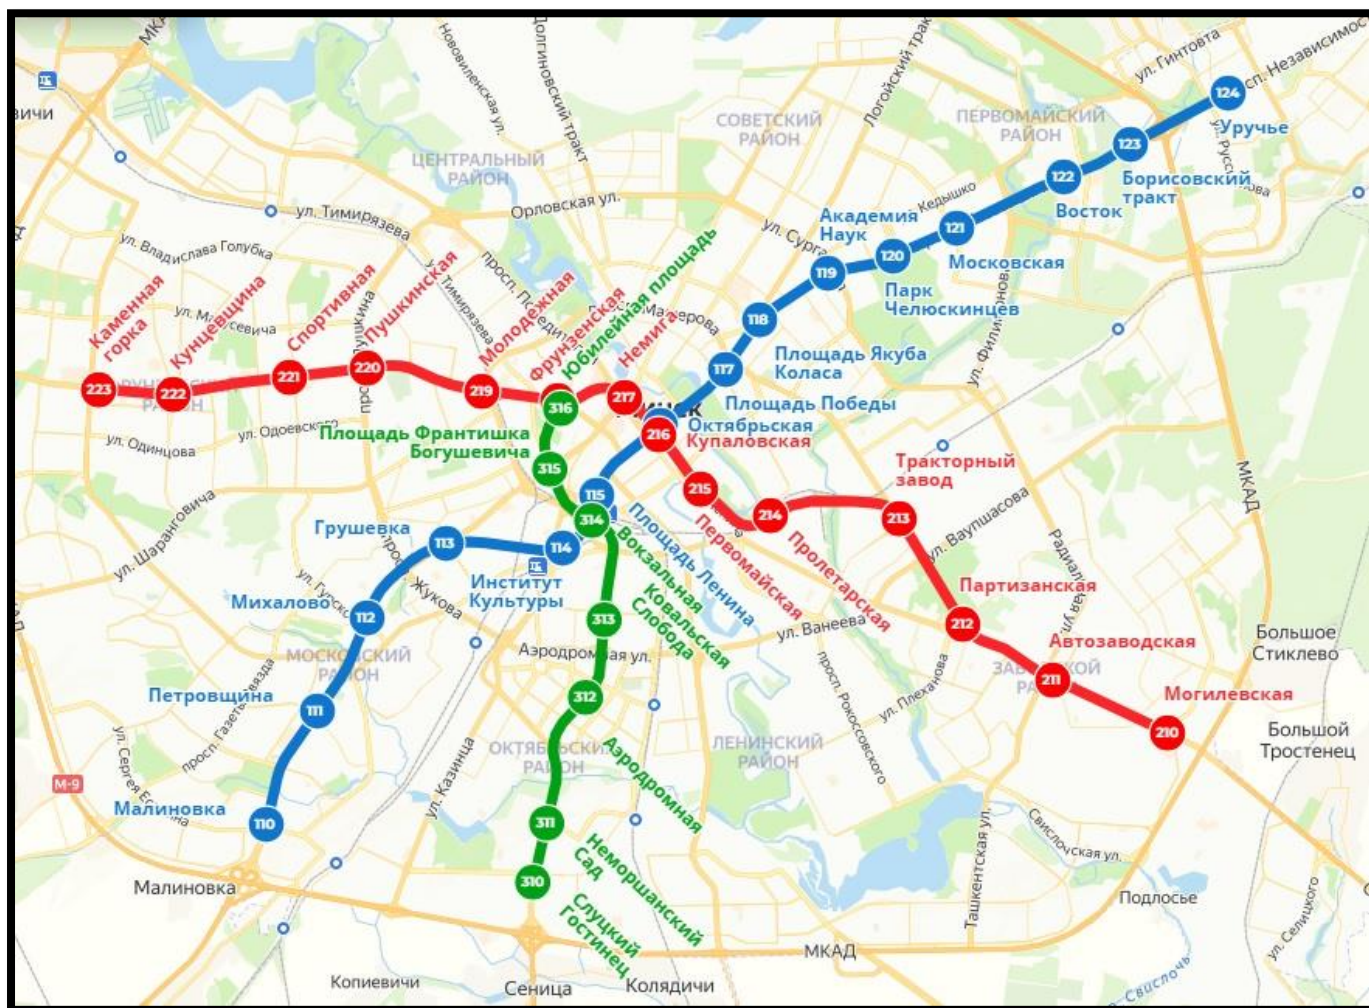 МКАД
Нововиленская ул.
Долгиновский тракт
Логойский тракт
ул. Гинтовта
124
Уручье
СОВЕТСКИЙ
РАЙОН
ПЕРВОМАЙСКИЙ
РАЙОН
123
Борисовский
тракт
ЦЕНТРАЛЬНЫЙ
РАЙОН
122
Восток
Кедышко
Орловская ул.
ул. Тимирязева
Академия
Наук
121
Московская
ул. Владислава Голубка
120
Парк
Челюскинцев
119
118
Площадь Якуба
Коласа
117
Площадь Победы
Каменная
горка
Кунцевщина
Спортивная
Пушкинская
Молодежная
Фрунзенская
Юбилейная площадь
Немига
223
222
221
220
219
316
217
Октябрьская
216
Купаловская
ул. Одинцова
ул. Одоевского
Площадь Франтишка
Богушевича
315
215
Первомайская
214
Пролетарская
Тракторный
завод
213
МКАД
ул. Шаранговича
115
Площадь Ленина
314
Вокзальная
ул. Ваупшасова
Грушевка
113
114
Институт
Культуры
Жукова
Партизанская
212
Михалово
112
313
Ковальская
Слобода
ул. Ванеева
Аэродромная ул.
Автозаводская
211
Большое
Стиклево
МОСКОВСКИЙ
РАЙОН
Петровщина
111
312
Аэродромная
просп. Рокоссовского
ул. Плеханова
Могилевская
210
Большой
Тростенец
ОКТЯБРЬСКИЙ
РАЙОН
ЛЕНИНСКИЙ
РАЙОН
М-9
ул. Казинца
Малиновка
110
311
Неморшанский
Сад
Свислочская ул.
Ташкентская ул.
Малиновка
310
Слуцкий
Гостинец
Подлосье
ул. Селицкого
МКАД
Копиевичи
Сеница
Колядичи